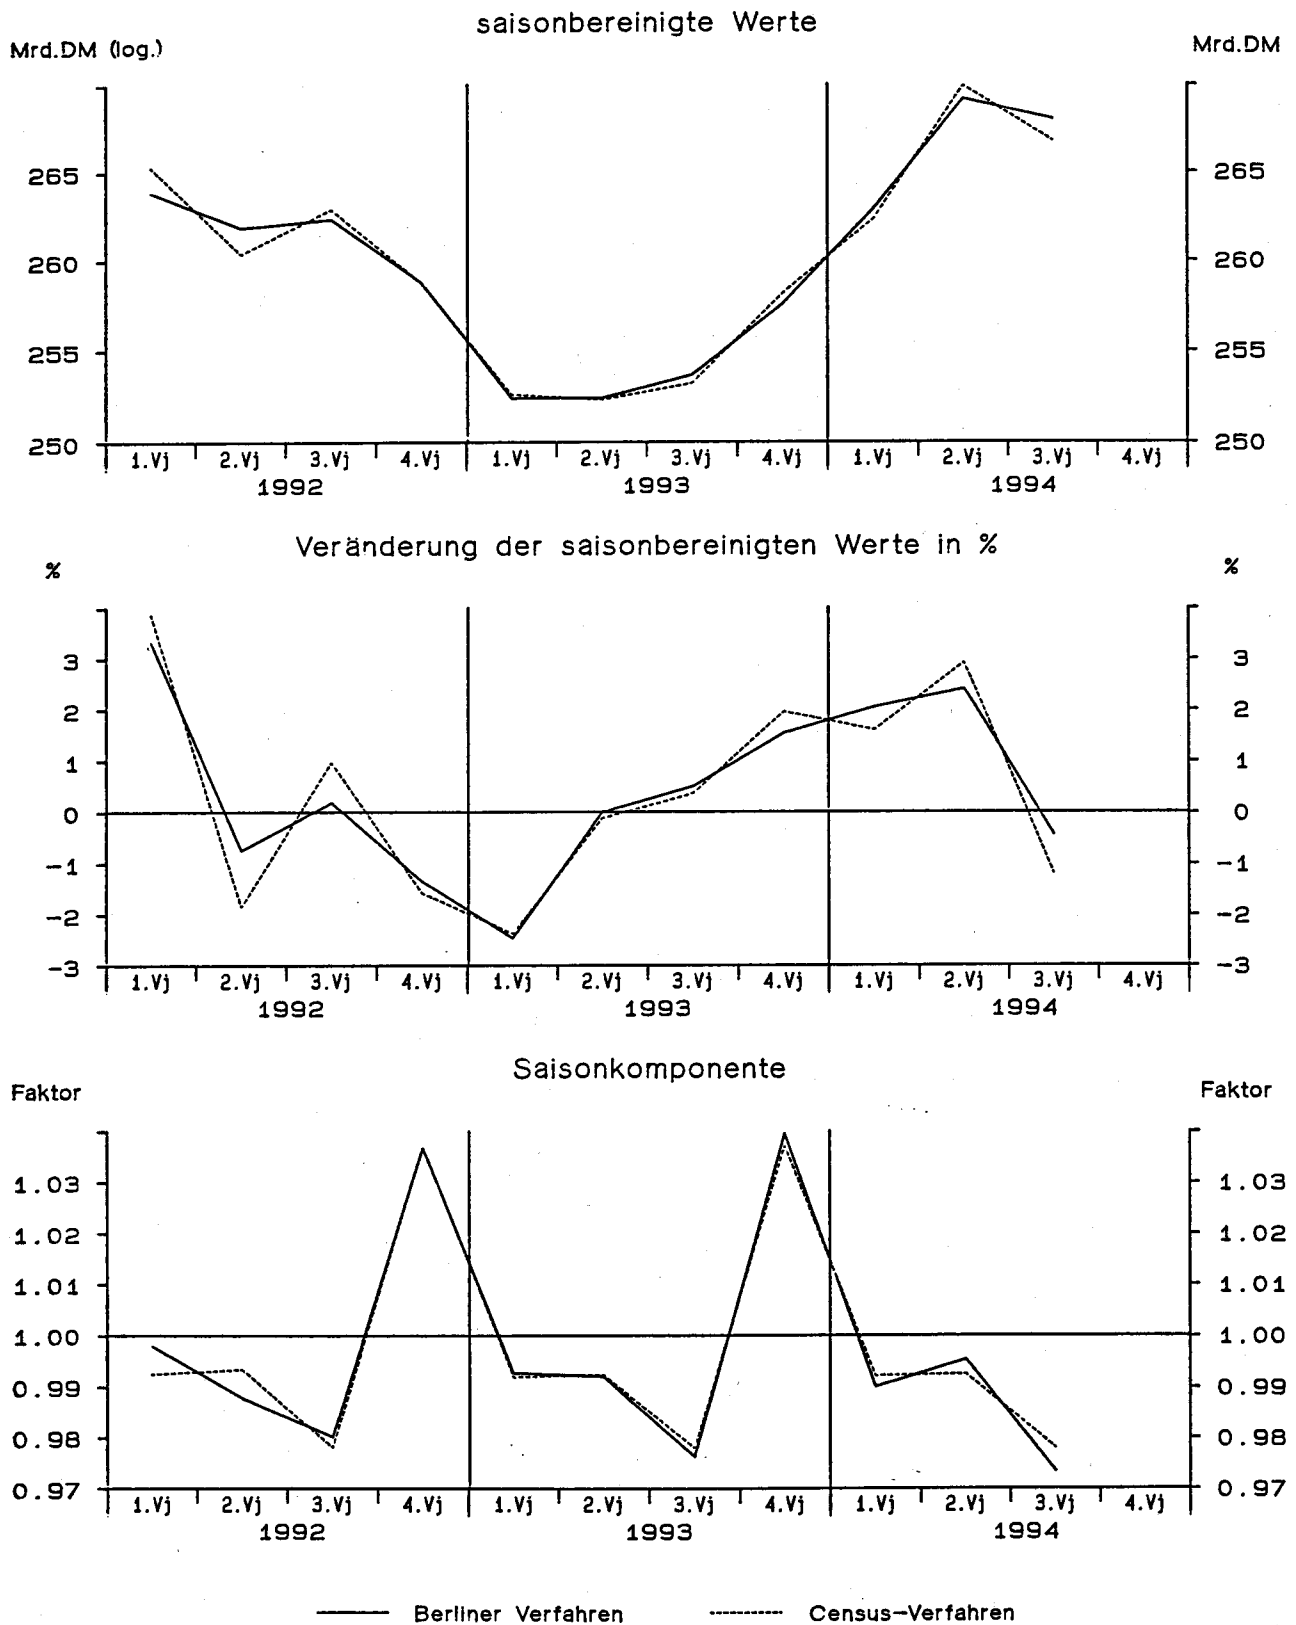 saisonbereinigte Werte
Mrd.DM (log.) Mrd.DM
265 265
260 260
255 255
250 250
1.Vj 2.Vj 3.Vj 4.Vj 1.Vj 2.Vj 3.Vj 4.Vj 1.Vj 2.Vj 3.Vj 4.Vj
1992 1993 1994
Veränderung der saisonbereinigten Werte in %
% %
3 3
2 2
1 1
0 0
-1 -1
-2 -2
-3 -3
1.Vj 2.Vj 3.Vj 4.Vj 1.Vj 2.Vj 3.Vj 4.Vj 1.Vj 2.Vj 3.Vj 4.Vj
1992 1993 1994
Saisonkomponente
Faktor Faktor
1.03 1.03
1.02 1.02
1.01 1.01
1.00 1.00
0.99 0.99
0.98 0.98
0.97 0.97
1.Vj 2.Vj 3.Vj 4.Vj 1.Vj 2.Vj 3.Vj 4.Vj 1.Vj 2.Vj 3.Vj 4.Vj
1992 1993 1994
Berliner Verfahren Census-Verfahren